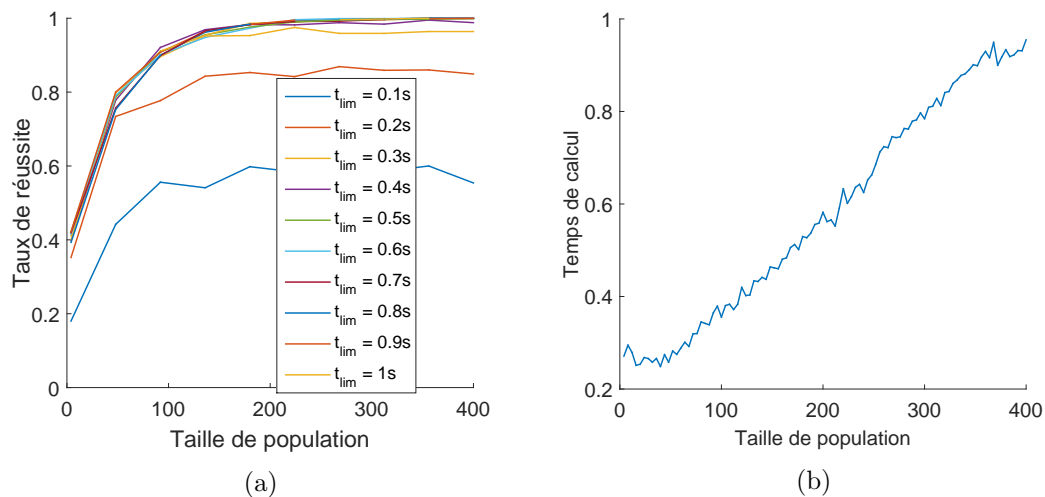 Taux de réussite
1
0.8
0.6
0.4
0.2
0
0
100
200
300
400
Taille de population
t_lim = 0.1s
t_lim = 0.2s
t_lim = 0.3s
t_lim = 0.4s
t_lim = 0.5s
t_lim = 0.6s
t_lim = 0.7s
t_lim = 0.8s
t_lim = 0.9s
t_lim = 1s
(a)
Temps de calcul
1
0.8
0.6
0.4
0.2
0
100
200
300
400
Taille de population
(b)